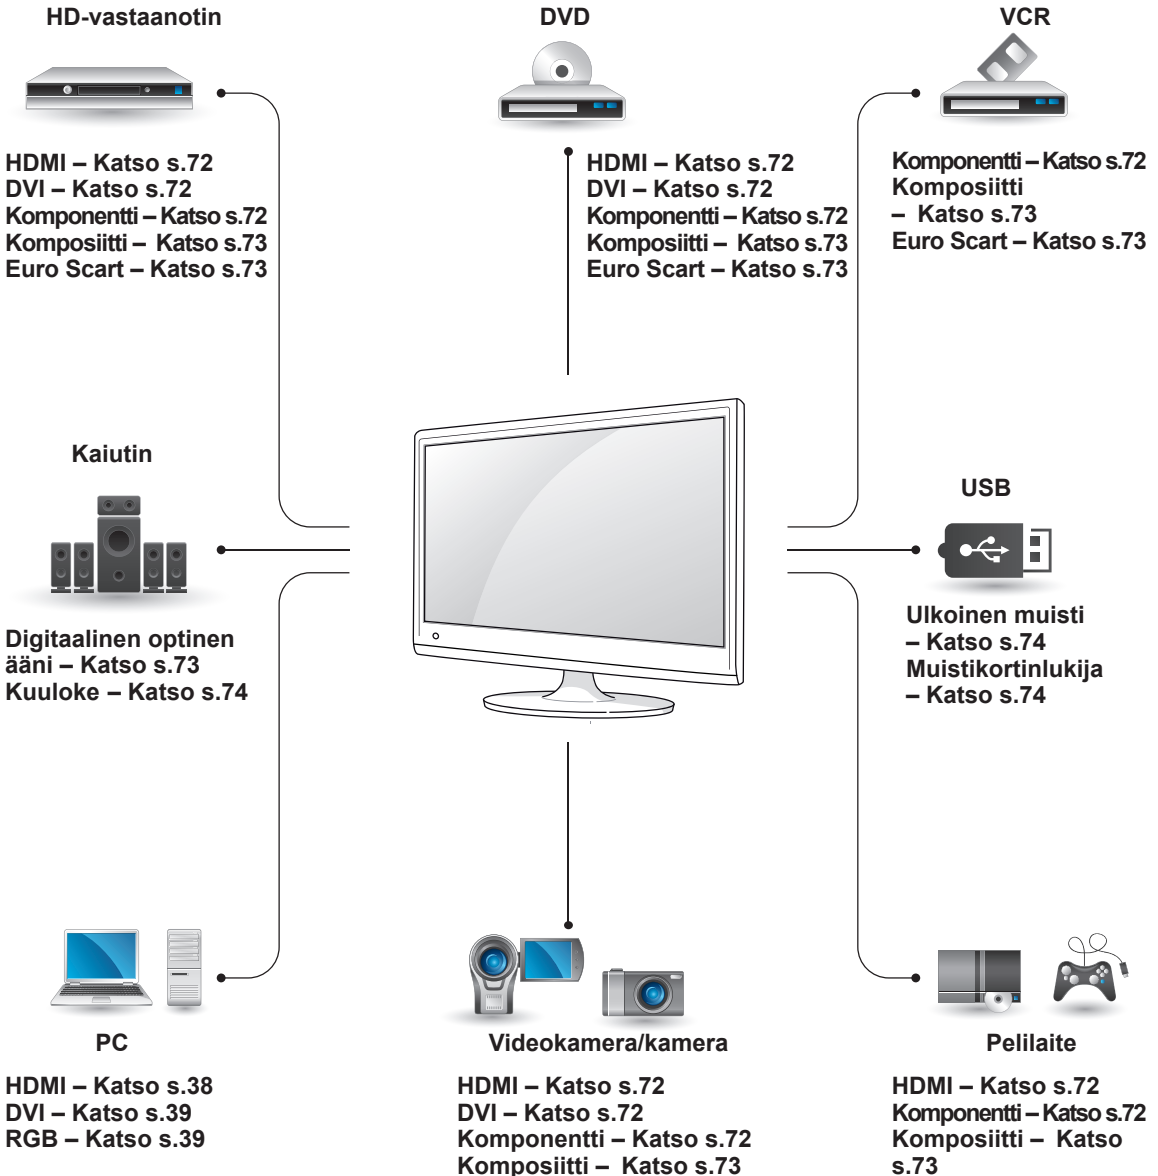 HD-vastaanotin
HDMI – Katso s.72
DVI – Katso s.72
Komponentti – Katso s.72
Komposiitti – Katso s.73
Euro Scart – Katso s.73
DVD
HDMI – Katso s.72
DVI – Katso s.72
Komponentti – Katso s.72
Komposiitti – Katso s.73
Euro Scart – Katso s.73
VCR
Komponentti – Katso s.72
Komposiitti
– Katso s.73
Euro Scart – Katso s.73
Kaiutin
Digitaalinen optinen
ääni – Katso s.73
Kuuloke – Katso s.74
USB
Ulkoinen muisti
– Katso s.74
Muistikortinlukija
– Katso s.74
PC
HDMI – Katso s.38
DVI – Katso s.39
RGB – Katso s.39
Videokamera/kamera
HDMI – Katso s.72
DVI – Katso s.72
Komponentti – Katso s.72
Komposiitti – Katso s.73
Pelilaite
HDMI – Katso s.72
Komponentti – Katso s.72
Komposiitti – Katso
s.73